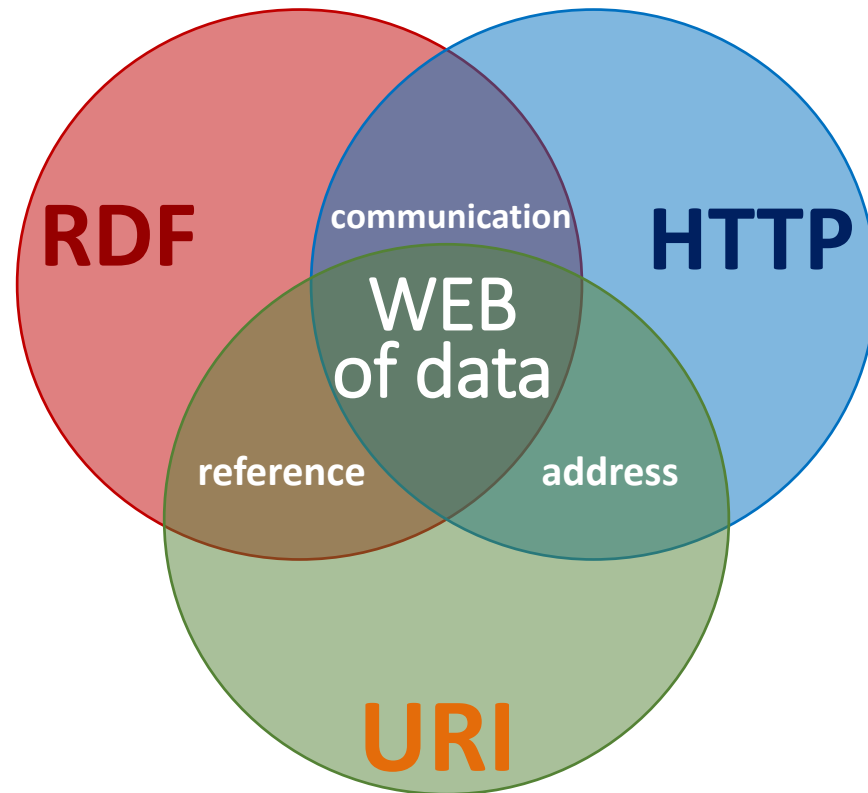 communication
RDF
HTTP
WEB
of data
reference
address
URI